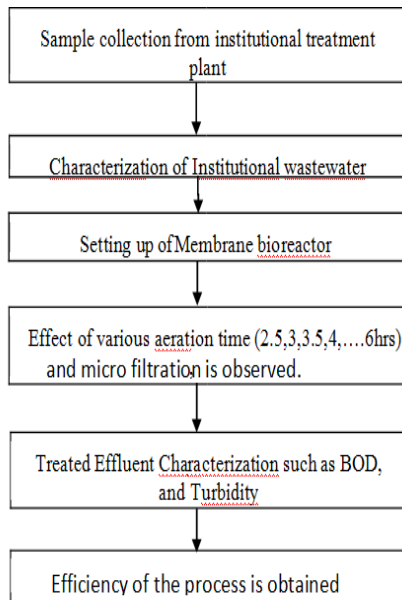 Sample collection from institutional treatment
plant
Characterization of Institutional wastewater
Setting up of Membrane bioreactor
Effect of various aeration time (2.5,3,3.5,4,....6hrs)
and micro filtration is observed.
Treated Effluent Characterization such as BOD,
and Turbidity
Efficiency of the process is obtained